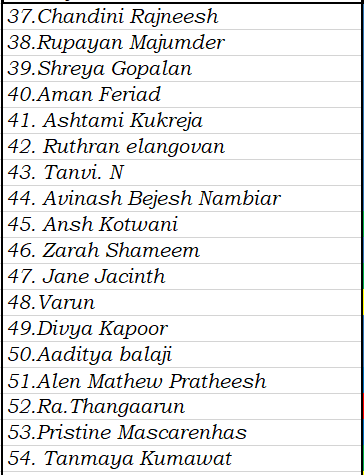 37.Chandini Rajneesh
38.Rupayan Majumder
39.Shreya Gopalan
40.Aman Feriad
41. Ashtami Kukreja
42. Ruthran elangovan
43. Tanvi. N
44. Avinash Bejesh Nambiar
45. Ansh Kotwani
46. Zarah Shameem
47. Jane Jacinth
48.Varun
49.Divya Kapoor
50.Aaditya balaji
51.Alen Mathew Pratheesh
52.Ra.Thangaarun
53.Pristine Mascarenhas
54. Tanmaya Kumawat